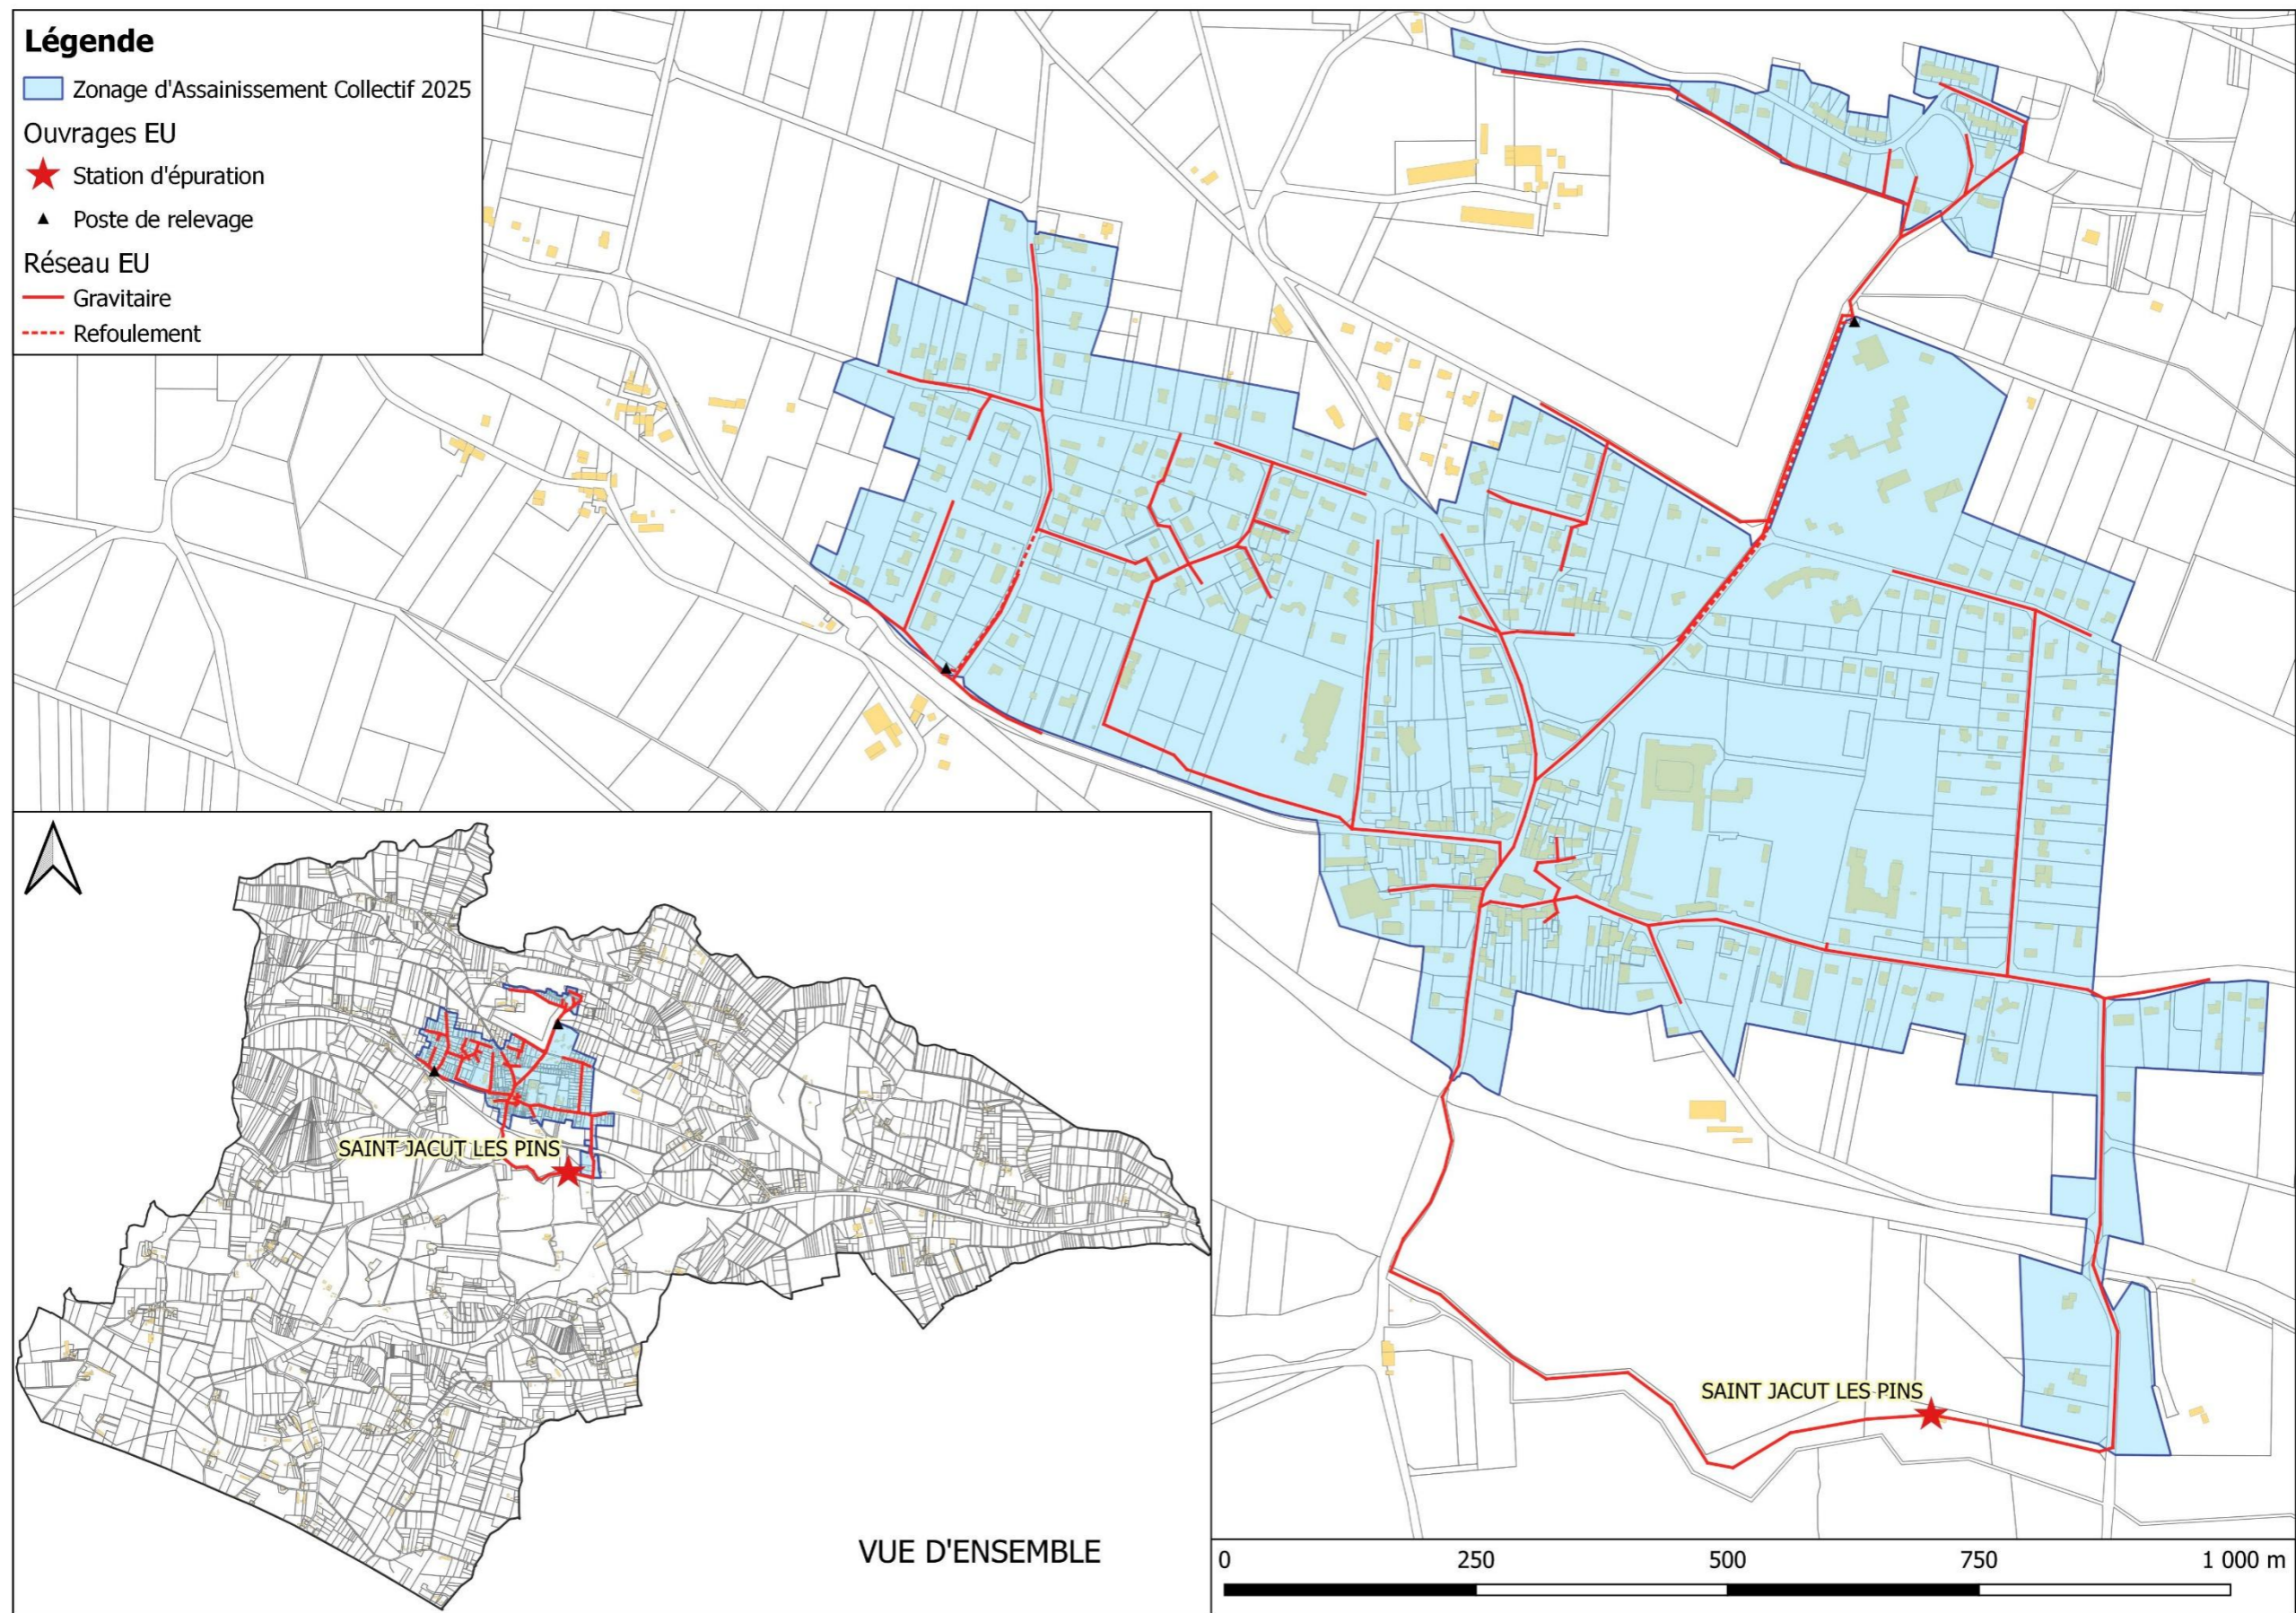 Légende
Zonage d'Assainissement Collectif 2025
Ouvrages EU
Station d'épuration
Poste de relevage
Réseau EU
Gravitaire
Refoulement
SAINT JACUT LES PINS
VUE D'ENSEMBLE
SAINT JACUT LES PINS
0 250 500 750 1 000 m